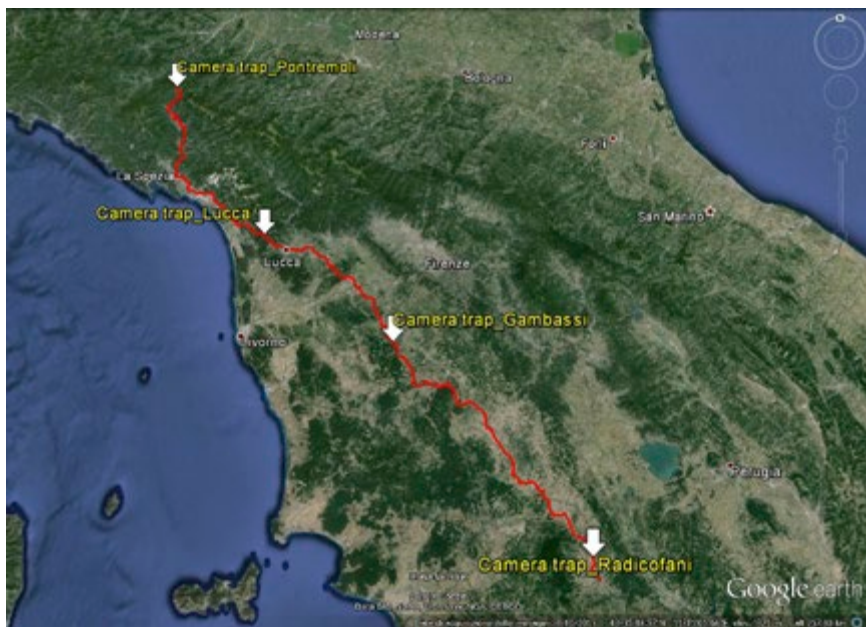 Modena
Camera trap_Pontremoli
Bologna
Forlì
La Spezia
Camera trap_Lucca
San Marino
Lucca
Firenze
Camera trap_Gambassi
Livorno
Perugia
Camera trap_Radicofani
Google earth